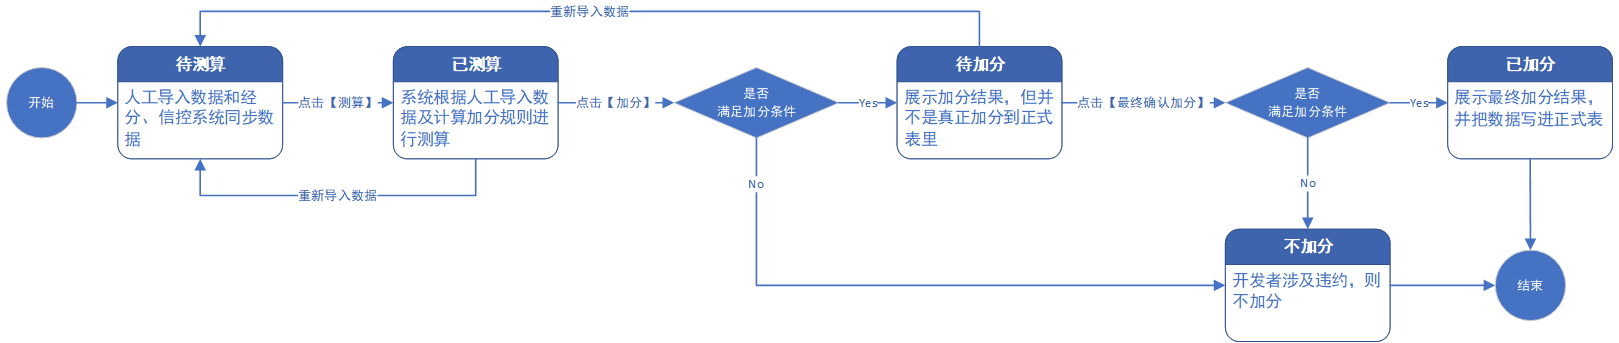 重新导入数据
开始
待测算
人工导入数据和经
分、信控系统同步数
据
点击【测算】
已测算
系统根据人工导入数
据及计算加分规则进
行测算
重新导入数据
点击【加分】
是否
满足加分条件
Yes
No
待加分
展示加分结果，但并
不是真正加分到正式
表里
点击【最终确认加分】
是否
满足加分条件
Yes
No
已加分
展示最终加分结果，
并把数据写进正式表
不加分
开发者涉及违约，则
不加分
结束